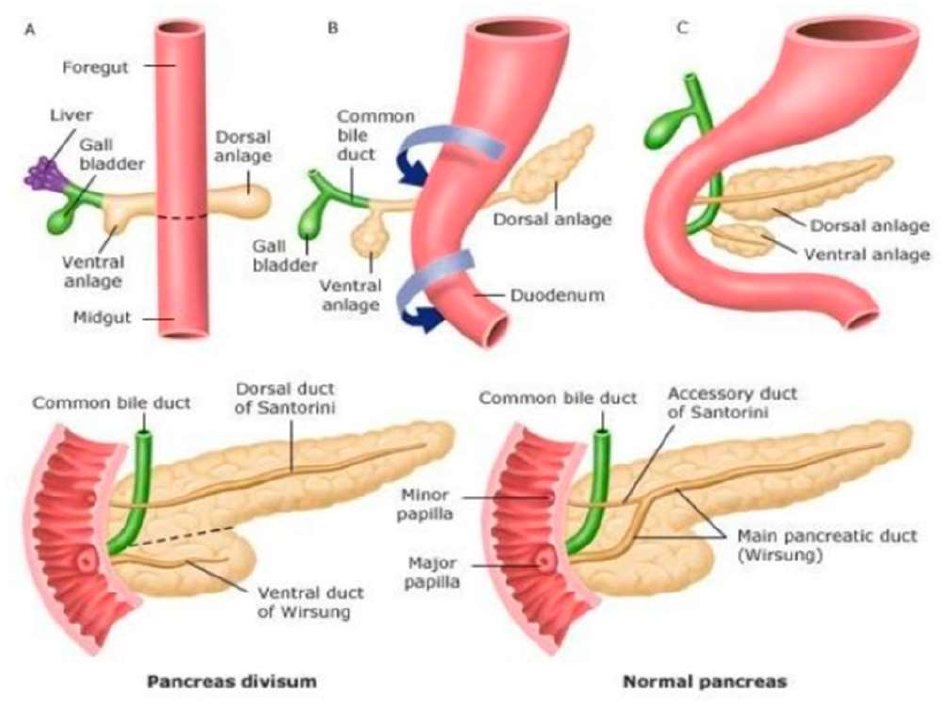 A
Foregut
Liver
Gall
bladder
Dorsal
anlage
Ventral
anlage
Midgut
B
Common
bile
duct
Dorsal anlage
Gall
bladder
Ventral
anlage
Duodenum
C
Dorsal anlage
Ventral anlage
Common bile duct
Dorsal duct
of Santorini
Ventral duct
of Wirsung
Pancreas divisum
Common bile duct
Accessory duct
of Santorini
Minor
papilla
Major
papilla
Main pancreatic duct
(Wirsung)
Normal pancreas